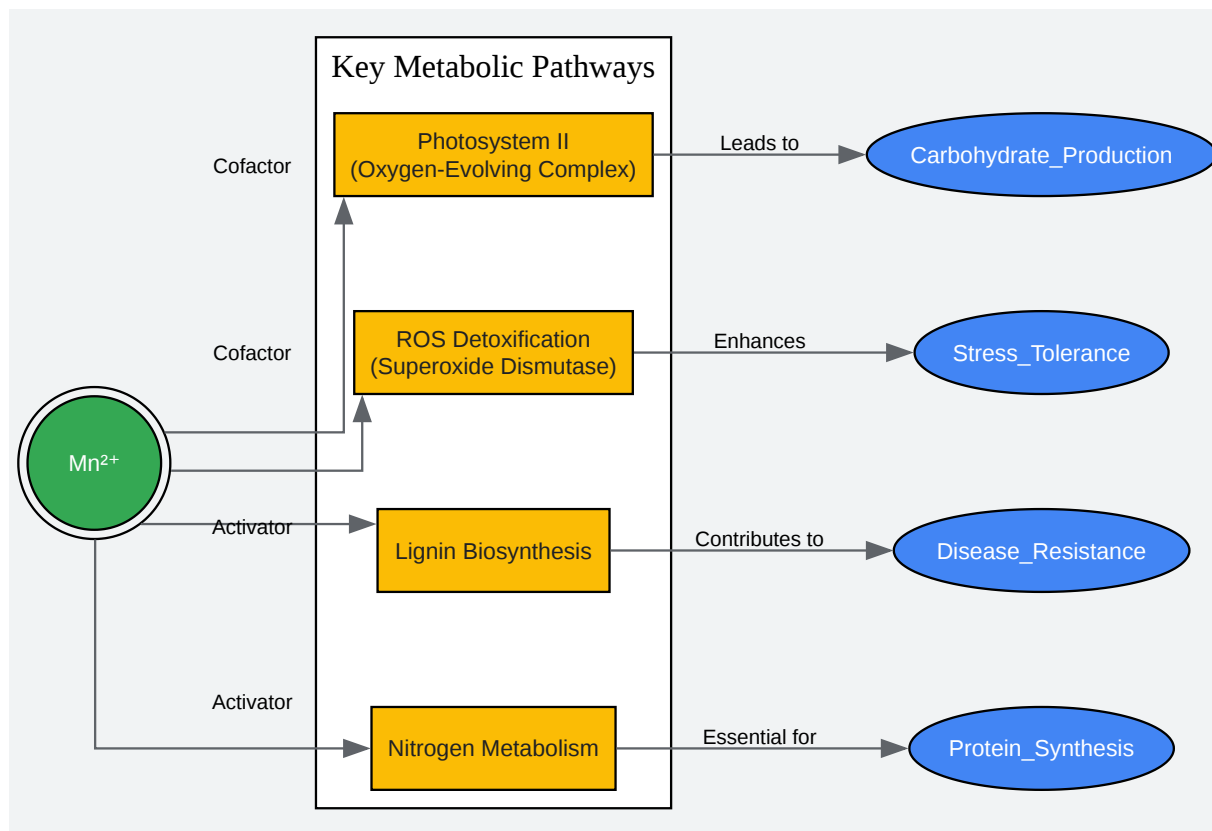 Key Metabolic Pathways
Cofactor
Photosystem II
(Oxygen-Evolving Complex)
Leads to
Carbohydrate_Production
Cofactor
ROS Detoxification
(Superoxide Dismutase)
Enhances
Stress_Tolerance
Mn²⁺
Activator
Lignin Biosynthesis
Contributes to
Disease_Resistance
Activator
Nitrogen Metabolism
Essential for
Protein_Synthesis